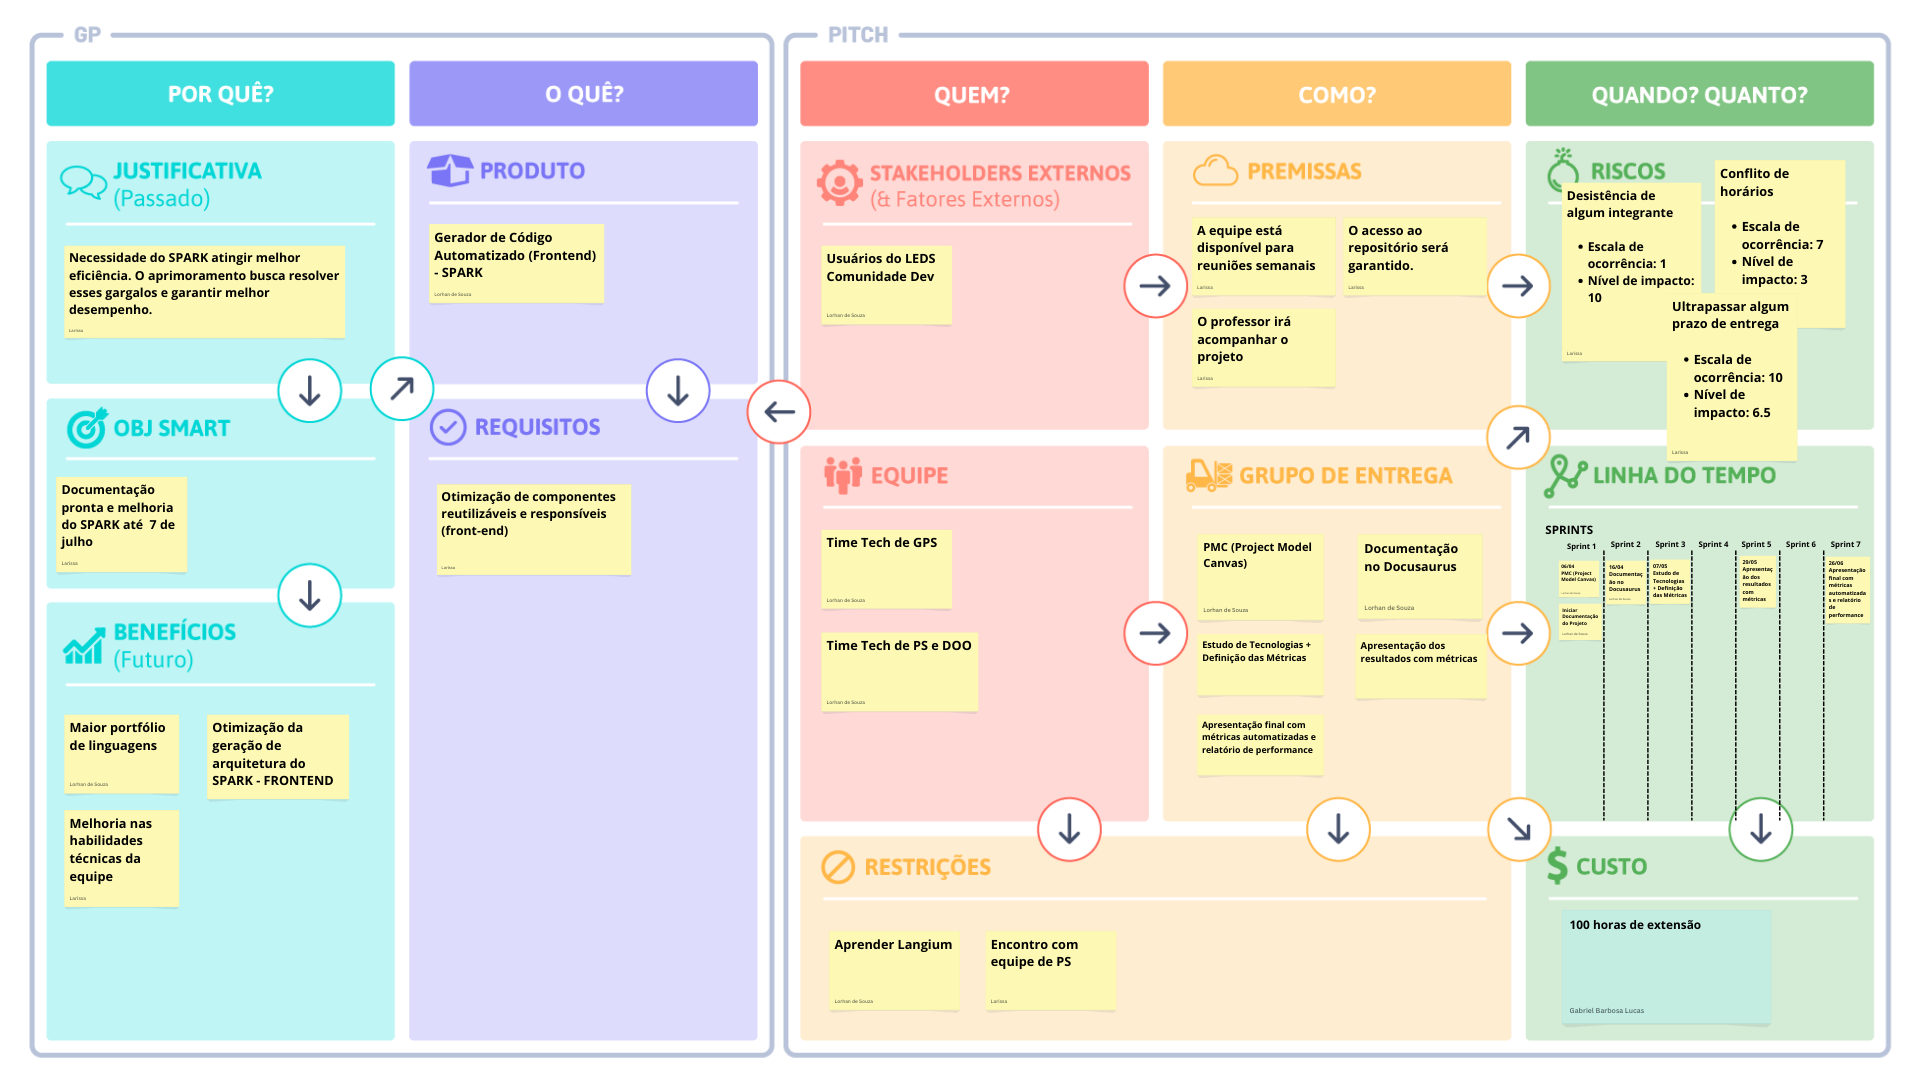 GP
POR QUÊ?
O QUÊ?
JUSTIFICATIVA
(Passado)
Necessidade do SPARK atingir melhor
eficiência. O aprimoramento busca resolver
esses gargalos e garantir melhor
desempenho.
Larissa
OBJ SMART
Documentação
pronta e melhoria
do SPARK até 7 de
julho
Larissa
BENEFÍCIOS
(Futuro)
Maior portfólio
de linguagens
Lorhan de Souza
Otimização da
geração de
arquitetura do
SPARK - FRONTEND
Melhoria nas
habilidades
técnicas da
equipe
Larissa
PRODUTO
Gerador de Código
Automatizado (Frontend)
- SPARK
Lorhan de Souza
REQUISITOS
Otimização de componentes
reutilizáveis e responsíveis
(front-end)
Larissa
PITCH
QUEM?
COMO?
QUANDO? QUANTO?
STAKEHOLDERS EXTERNOS
(& Fatores Externos)
Usuários do LEDS
Comunidade Dev
Lorhan de Souza
EQUIPE
Time Tech de GPS
Lorhan de Souza
Time Tech de PS e DOO
Lorhan de Souza
PREMISSAS
A equipe está
disponível para
reuniões semanais
Larissa
O acesso ao
repositório será
garantido.
Larissa
O professor irá
acompanhar o
projeto
Larissa
GRUPO DE ENTREGA
PMC (Project Model
Canvas)
Lorhan de Souza
Documentação
no Docusaurus
Lorhan de Souza
Estudo de Tecnologias +
Definição das Métricas
Apresentação dos
resultados com métricas
Apresentação final com
métricas automatizadas e
relatório de performance
RISCOS
Desistência de
algum integrante
• Escala de
ocorrência: 1
• Nível de impacto:
10
Larissa
Conflito de
horários
• Escala de
ocorrência: 7
• Nível de
impacto: 3
Ultrapassar algum
prazo de entrega
• Escala de
ocorrência: 10
• Nível de
impacto: 6.5
Larissa
LINHA DO TEMPO
SPRINTS
Sprint 1
Sprint 2
Sprint 3
Sprint 4
Sprint 5
Sprint 6
Sprint 7
06/04
PMC (Project
Model Canvas)
Lorhan de Souza
Iniciar
Documentação
do Projeto
Lorhan de Souza
16/04
Documentaç
ão no
Docusaurus
Lorhan de Souza
07/05
Estudo de
Tecnologias
+ Definição
das Métricas
29/05
Apresentaç
ão dos
resultados
com
métricas
26/06
Apresentação
final com
métricas
automatizada
s e relatório
de
performance
RESTRIÇÕES
Aprender Langium
Lorhan de Souza
Encontro com
equipe de PS
Larissa
CUSTO
100 horas de extensão
Gabriel Barbosa Lucas